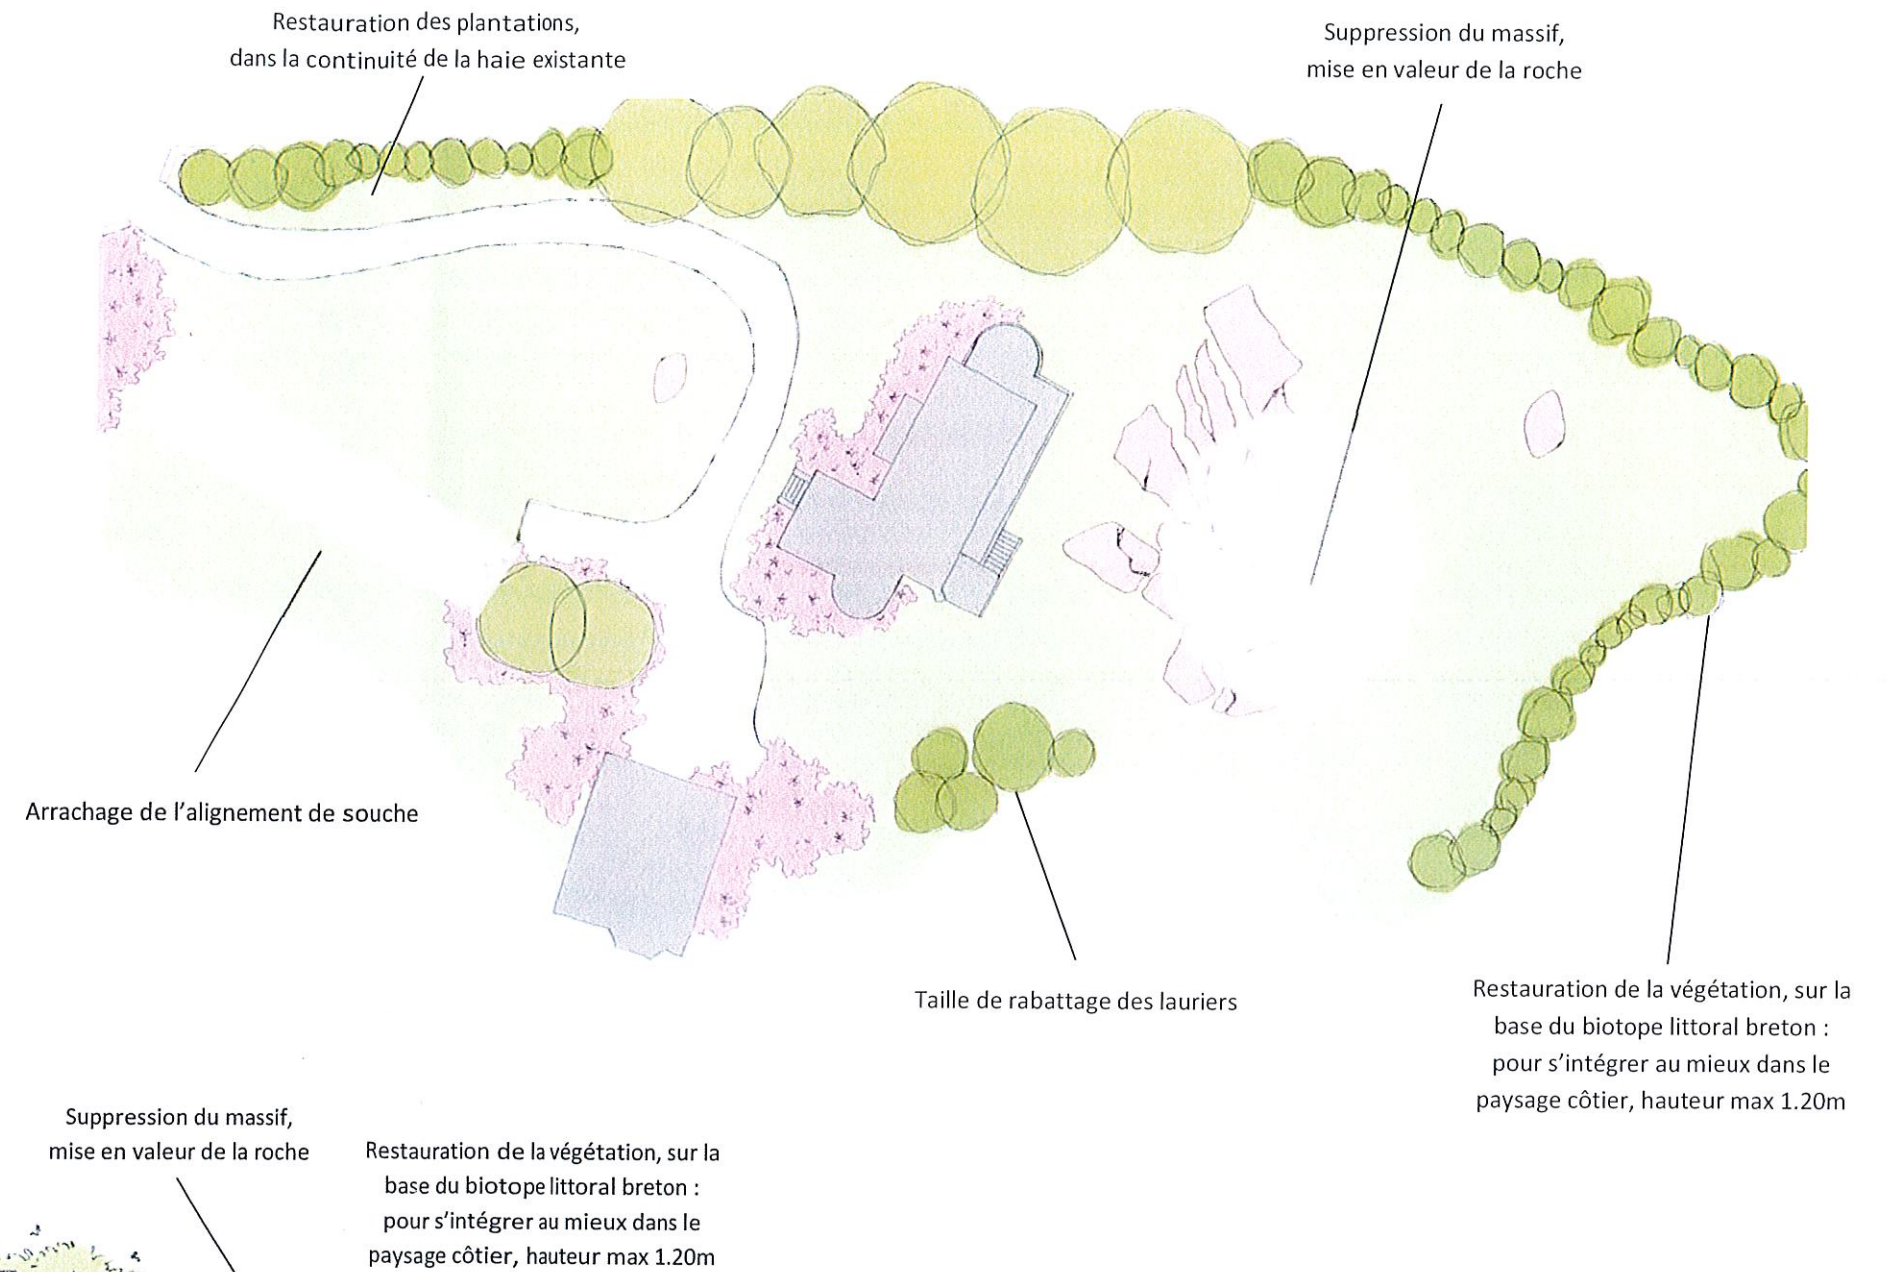 Restauration des plantations,
dans la continuité de la haie existante
Suppression du massif,
mise en valeur de la roche
Arrachage de l'alignement de souche
Taille de rabattage des lauriers
Restauration de la végétation, sur la
base du biotope littoral breton :
pour s'intégrer au mieux dans le
paysage côtier, hauteur max 1.20m
Suppression du massif,
mise en valeur de la roche
Restauration de la végétation, sur la
base du biotope littoral breton :
pour s'intégrer au mieux dans le
paysage côtier, hauteur max 1.20m